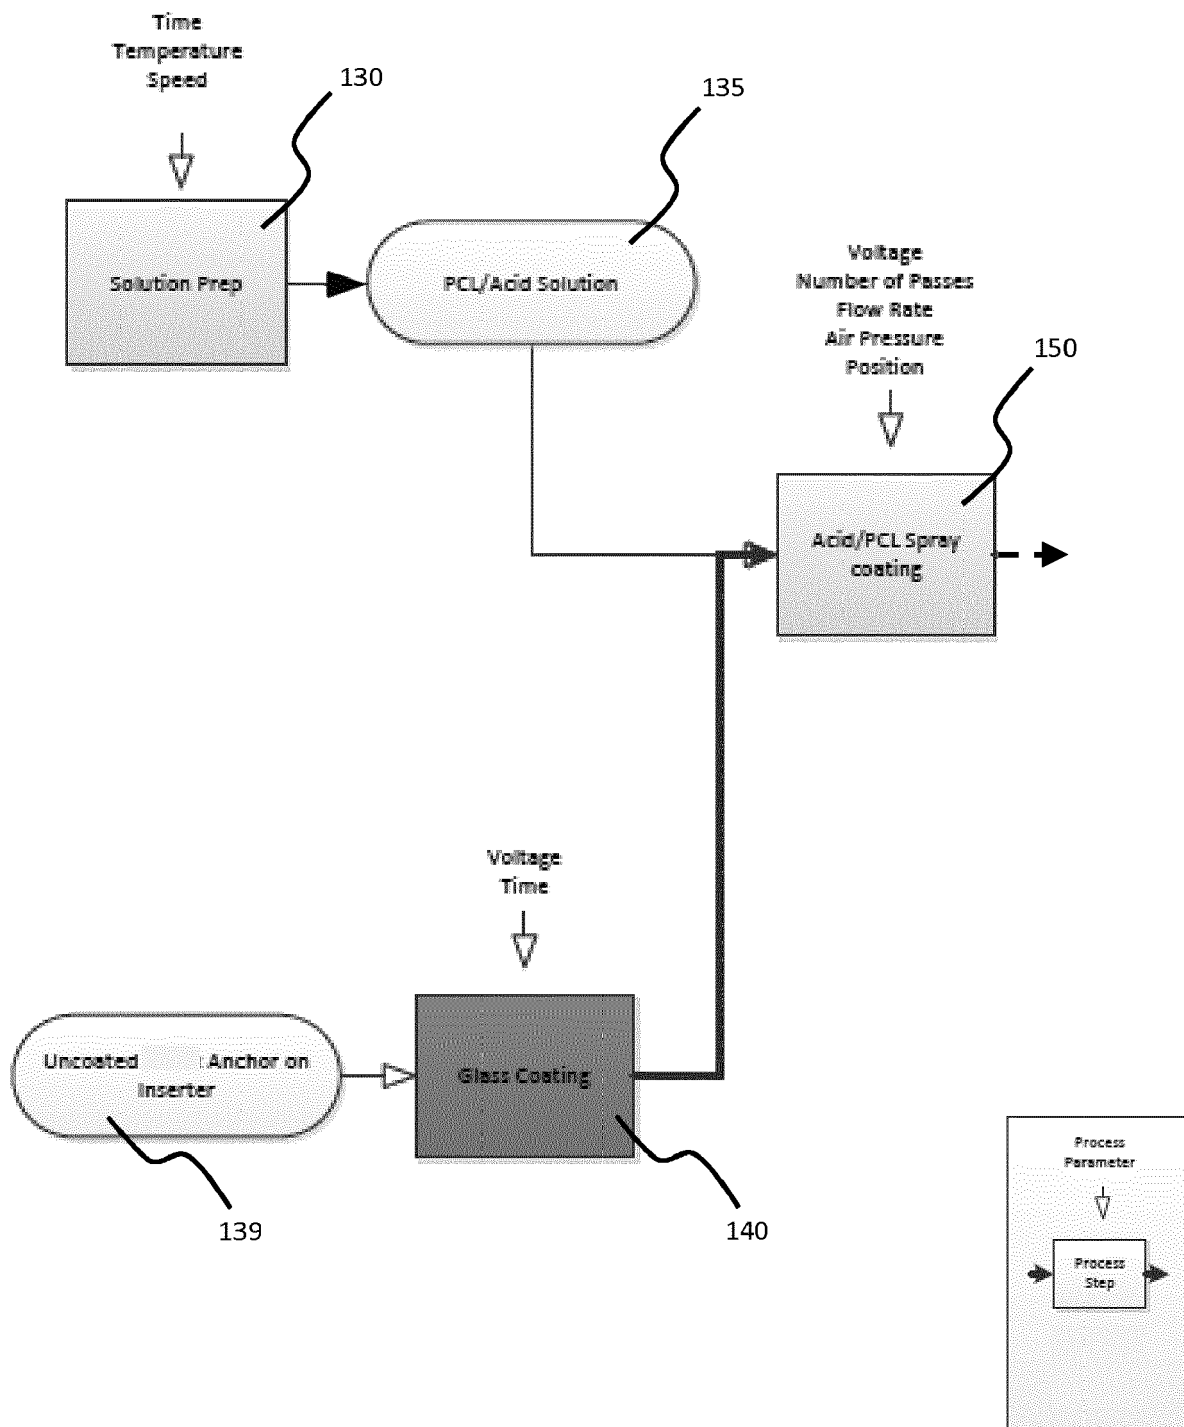 Time
Temperature
Speed
130
135
Solution Prep
PCL/Acid Solution
Voltage
Number of Passes
Flow Rate
Air Pressure
Position
150
Acid/PCL Spray
coating
Voltage
Time
Uncoated Anchor on
Inserter
Glass Coating
139
140
Process
Parameter
Process
Step